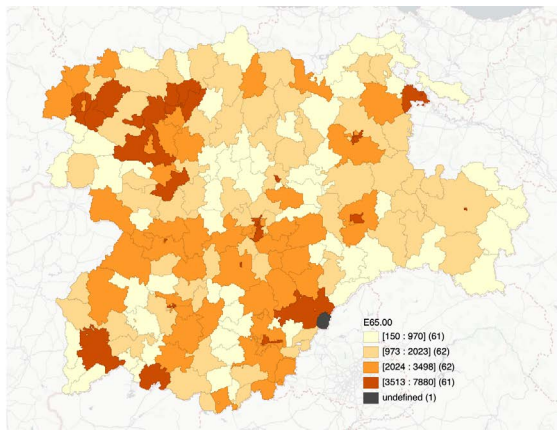 E65.00
[150 : 970] (61)
[973 : 2023] (62)
[2024 : 3498] (62)
[3513 : 7880] (61)
undefined (1)